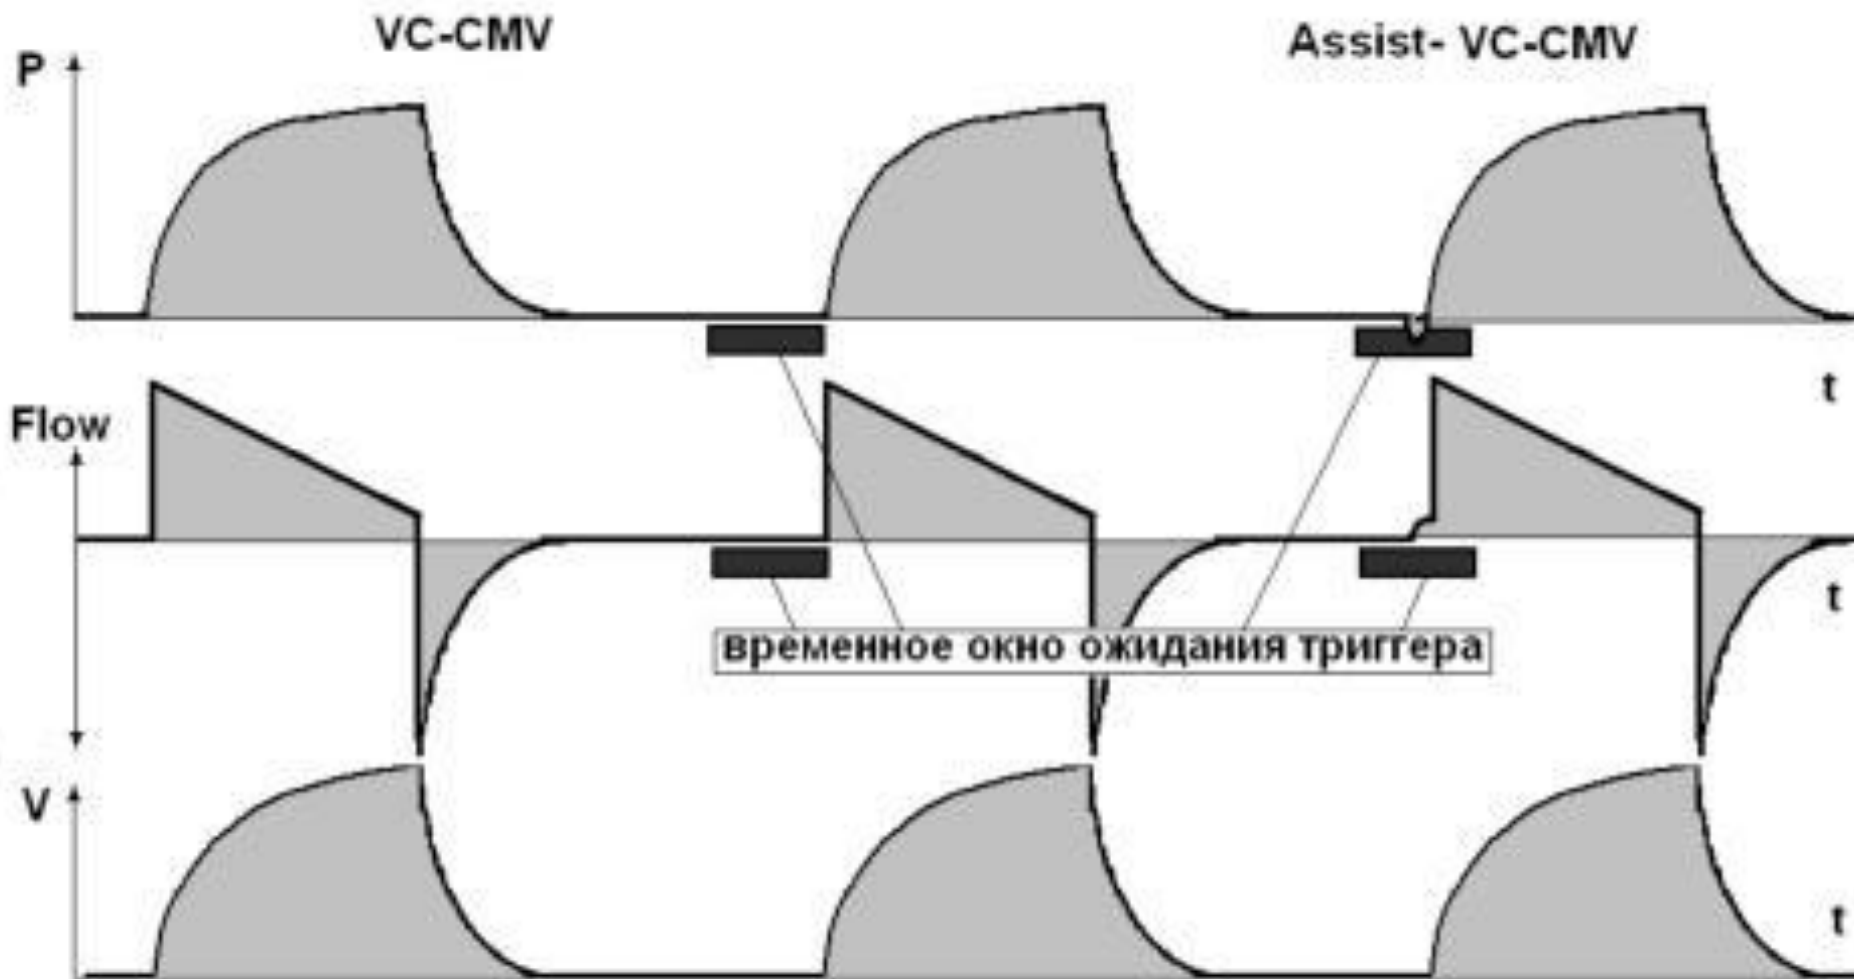 VC-CMV
Assist- VC-CMV
P
t
Flow
t
временное окно ожидания триггера
V
t